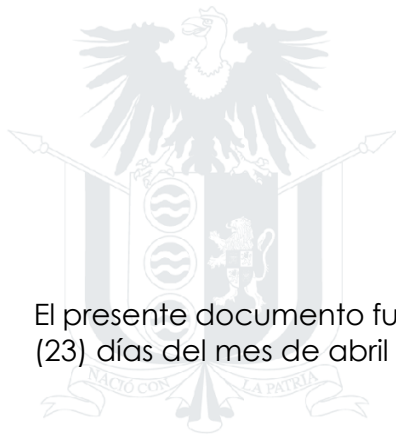 El presente documento fu
(23) días del mes de abril
NACIÓ CON LA PATRIA